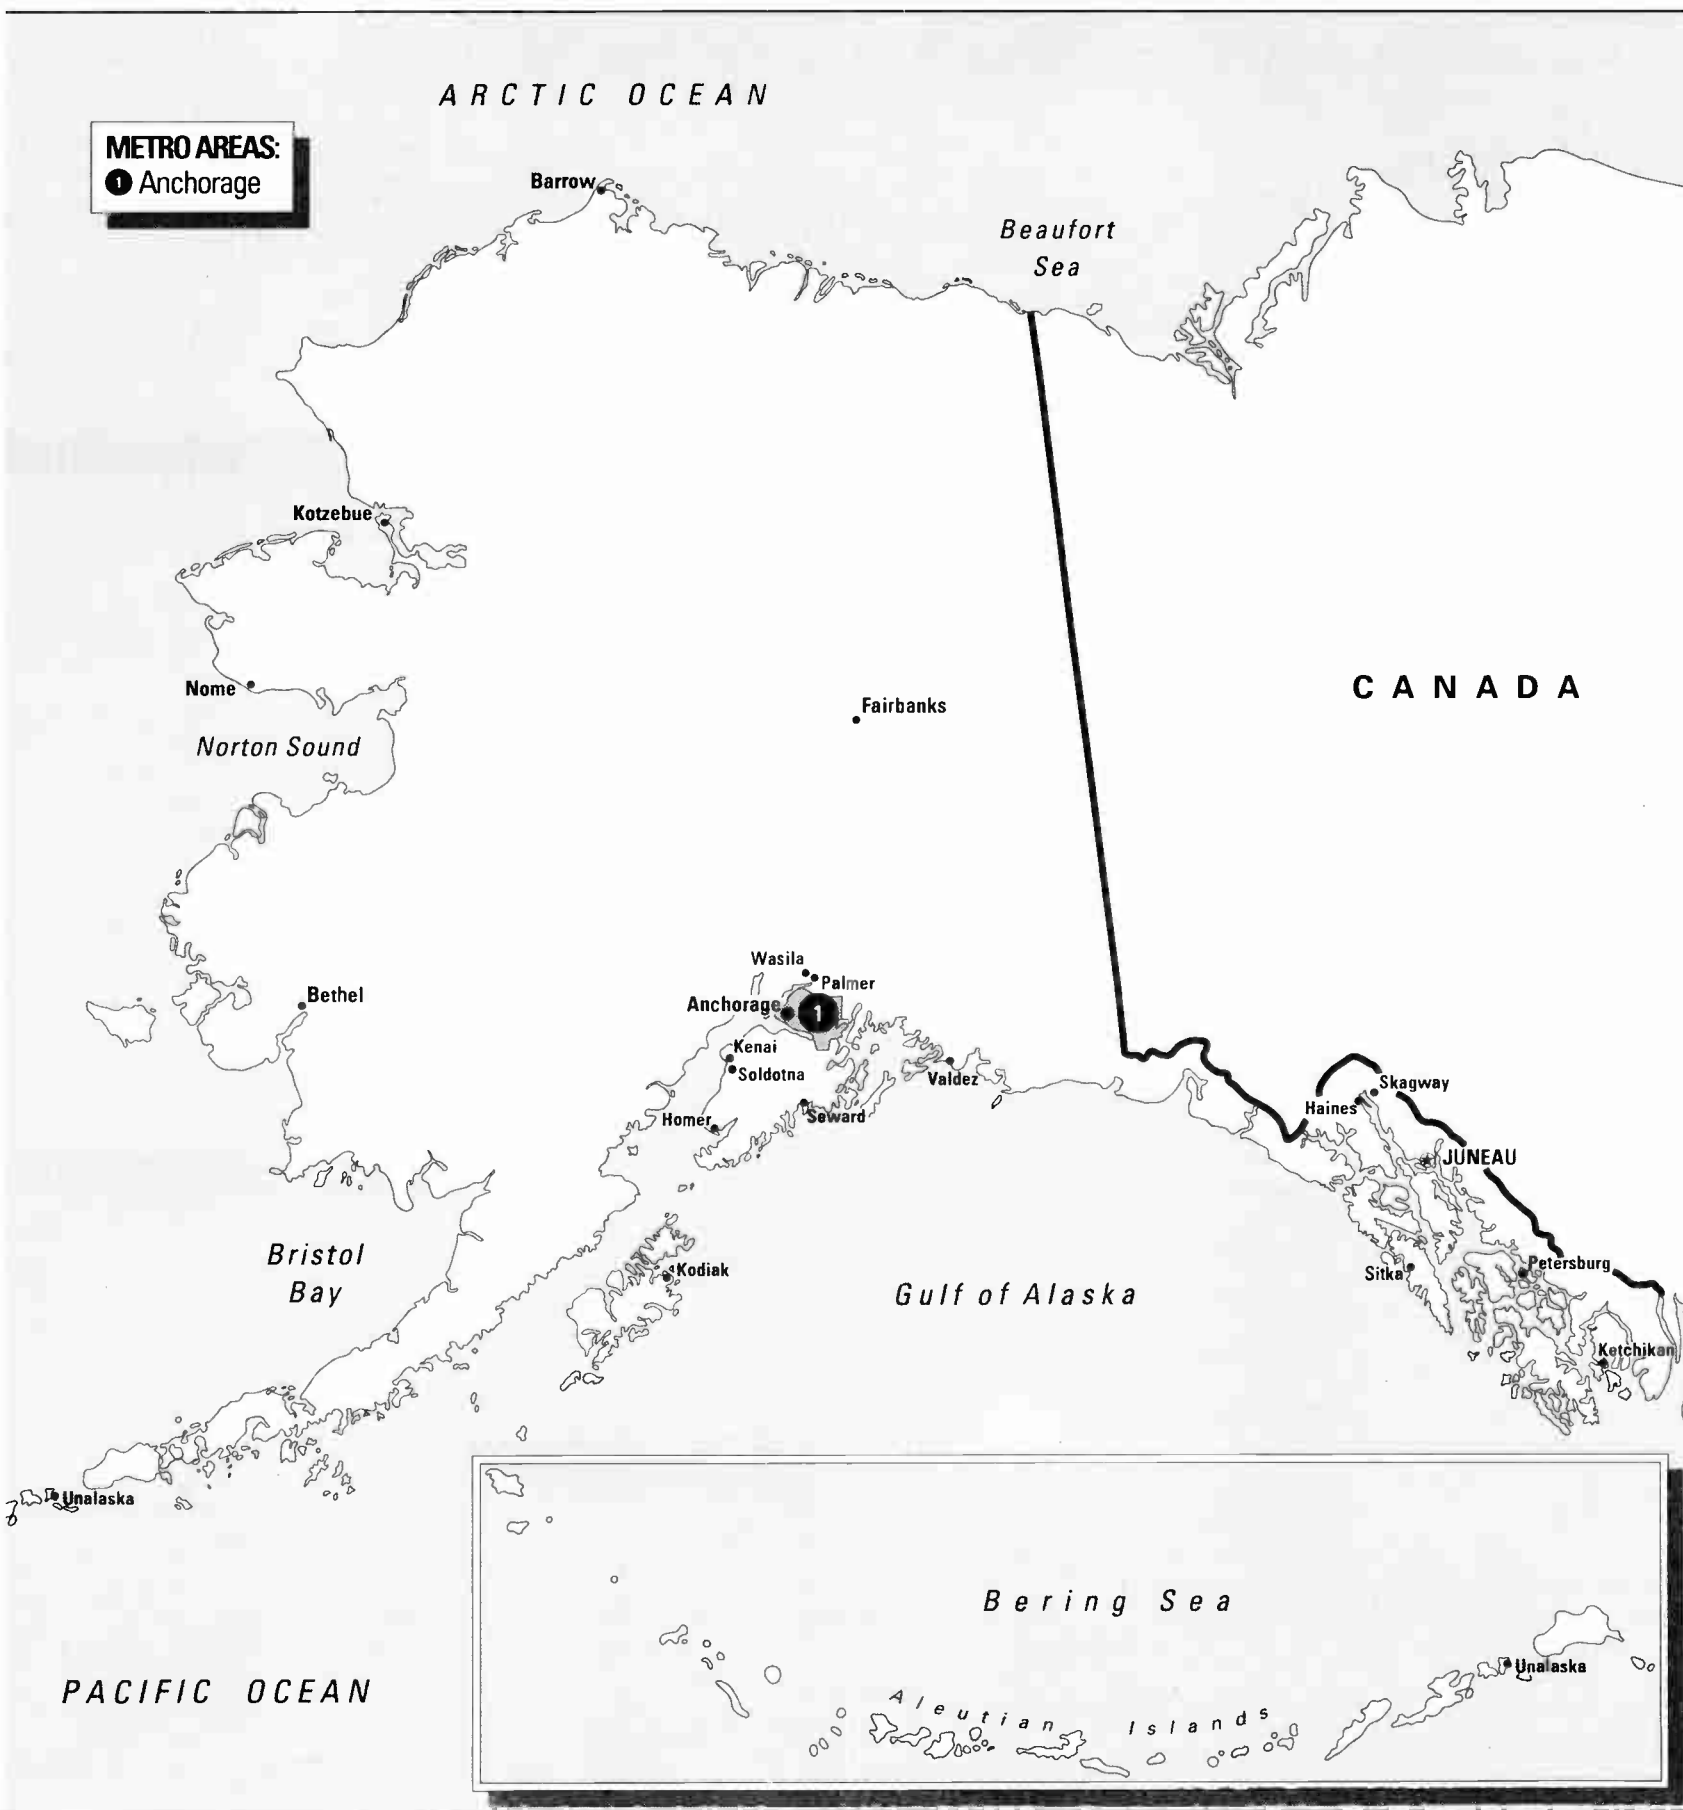 ARCTIC OCEAN
METRO AREAS:
1 Anchorage
Barrow
Beaufort
Sea
Kotzebue
Nome
CANADA
Fairbanks
Norton Sound
Wasila
Palmer
Bethel
Anchorage
1
Kenai
Soldotna
Valdez
Skagway
Haines
Homer
Seward
JUNEAU
Bristol
Bay
Kodiak
Gulf of Alaska
Sitka
Petersburg
Ketchikan
Unalaska
Bering Sea
Unalaska
PACIFIC OCEAN
Aleutian Islands